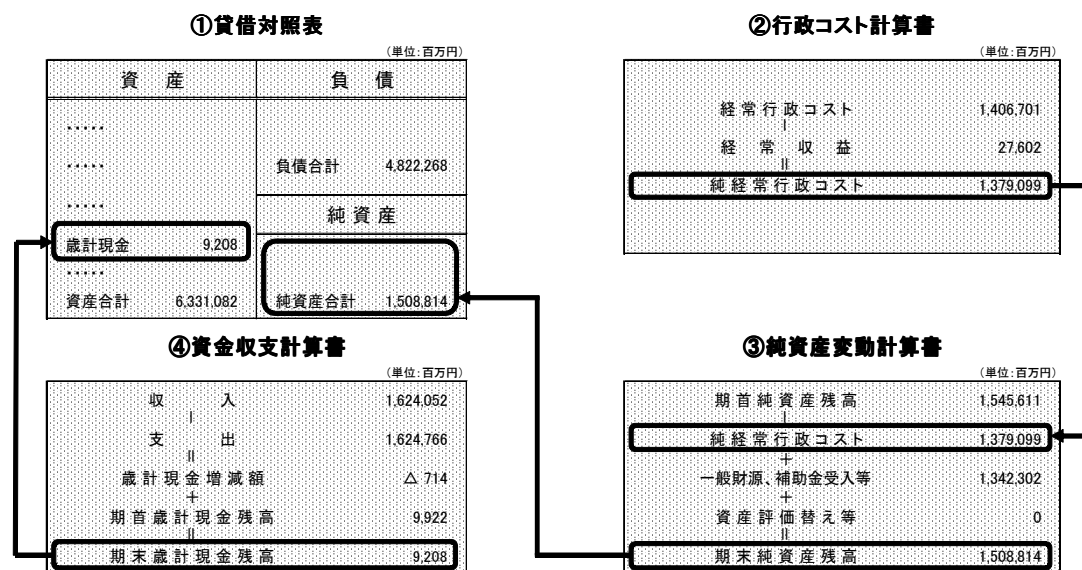 ①貸借対照表
（単位：百万円）
資　産　負　債
・・・・・
・・・・・
負債合計　4,822,268
・・・・・
純 資 産
歳計現金　9,208
・・・・・
資産合計　6,331,082　純資産合計　1,508,814
②行政コスト計算書
（単位：百万円）
経 常 行 政 コ ス ト　1,406,701
－
経　常　収　益　27,602
＝
純 経 常 行 政 コ ス ト　1,379,099
④資金収支計算書
（単位：百万円）
収　入　1,624,052
－
支　出　1,624,766
＝
歳 計 現 金 増 減 額　△ 714
＋
期 首 歳 計 現 金 残 高　9,922
＝
期 末 歳 計 現 金 残 高　9,208
③純資産変動計算書
（単位：百万円）
期 首 純 資 産 残 高　1,545,611
－
純 経 常 行 政 コ ス ト　1,379,099
＋
一般財源、補助金受入等　1,342,302
＋
資 産 評 価 替 え 等　0
＝
期 末 純 資 産 残 高　1,508,814